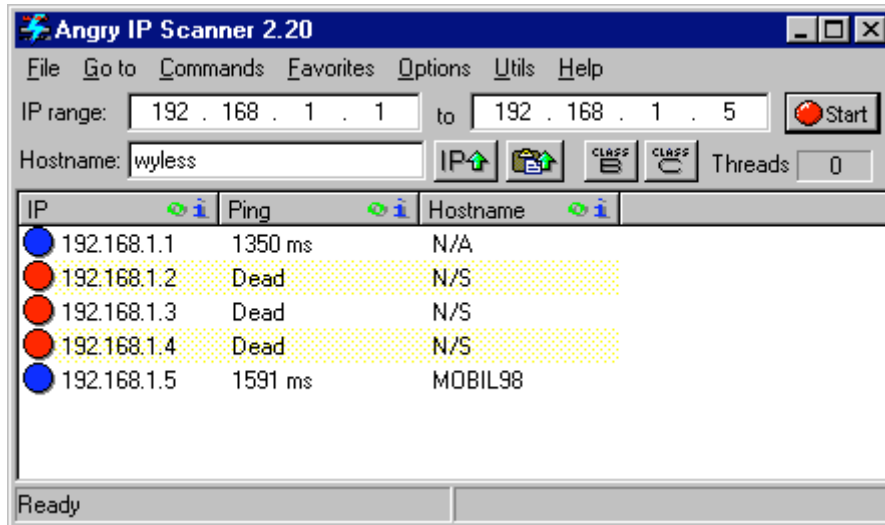 Angry IP Scanner 2.20
File Go to Commands Favorites Options Utils Help
IP range: 192 . 168 . 1 . 1 to 192 . 168 . 1 . 5 Start
Hostname: wyless IP CLASS B CLASS C Threads 0
IP Ping Hostname
192.168.1.1 1350 ms N/A
192.168.1.2 Dead N/S
192.168.1.3 Dead N/S
192.168.1.4 Dead N/S
192.168.1.5 1591 ms MOBIL98
Ready